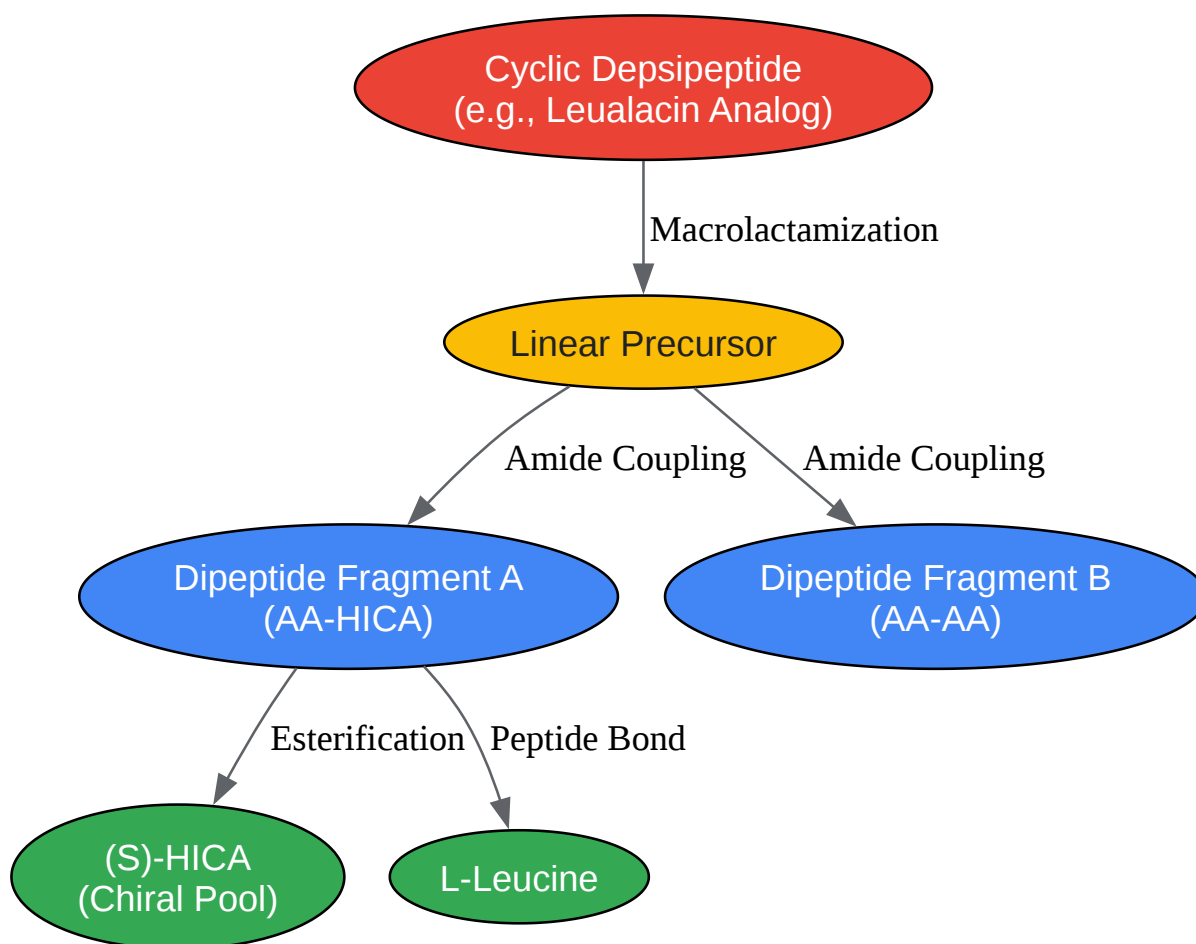 Cyclic Depsipeptide
(e.g., Leualacin Analog)
Macrolactamization
Linear Precursor
Amide Coupling
Amide Coupling
Dipeptide Fragment A
(AA-HICA)
Dipeptide Fragment B
(AA-AA)
Esterification
Peptide Bond
(S)-HICA
(Chiral Pool)
L-Leucine